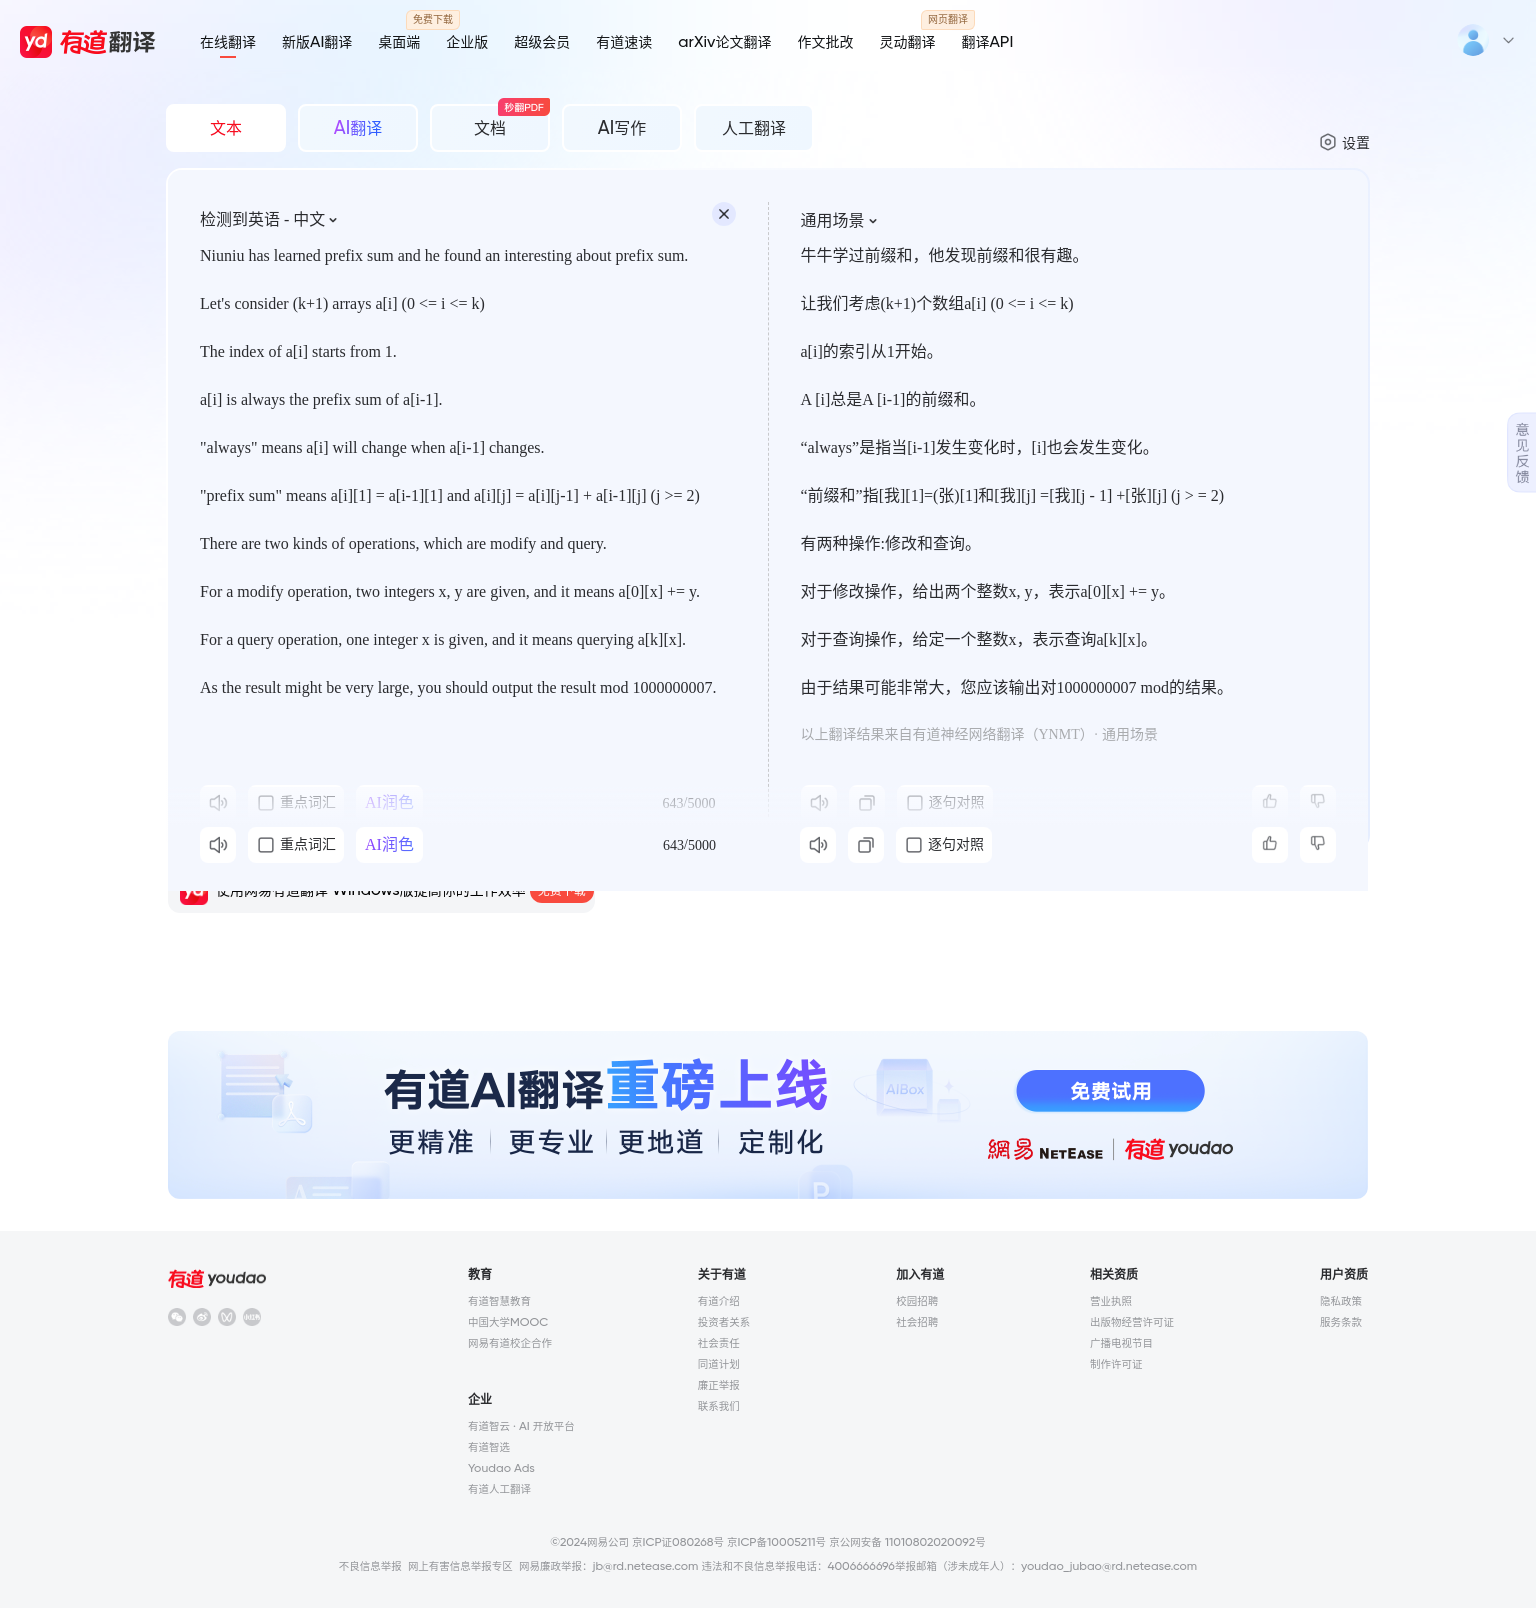 免费下载
网页翻译
yd 有道翻译
在线翻译 新版AI翻译 桌面端 企业版 超级会员 有道速读 arXiv论文翻译 作文批改 灵动翻译 翻译API
秒翻PDF
文本 AI翻译 文档 AI写作 人工翻译
设置
检测到英语 - 中文
通用场景
Niuniu has learned prefix sum and he found an interesting about prefix sum.
Let's consider (k+1) arrays a[i] (0 <= i <= k)
The index of a[i] starts from 1.
a[i] is always the prefix sum of a[i-1].
"always" means a[i] will change when a[i-1] changes.
"prefix sum" means a[i][1] = a[i-1][1] and a[i][j] = a[i][j-1] + a[i-1][j] (j >= 2)
There are two kinds of operations, which are modify and query.
For a modify operation, two integers x, y are given, and it means a[0][x] += y.
For a query operation, one integer x is given, and it means querying a[k][x].
As the result might be very large, you should output the result mod 1000000007.
牛牛学过前缀和，他发现前缀和很有趣。
让我们考虑(k+1)个数组a[i] (0 <= i <= k)
a[i]的索引从1开始。
A [i]总是A [i-1]的前缀和。
“always”是指当[i-1]发生变化时，[i]也会发生变化。
“前缀和”指[我][1]=(张)[1]和[我][j] =[我][j - 1] +[张][j] (j > = 2)
有两种操作:修改和查询。
对于修改操作，给出两个整数x, y，表示a[0][x] += y。
对于查询操作，给定一个整数x，表示查询a[k][x]。
由于结果可能非常大，您应该输出对1000000007 mod的结果。
以上翻译结果来自有道神经网络翻译（YNMT）· 通用场景
意见反馈
重点词汇 AI润色 643/5000 逐句对照
重点词汇 AI润色 643/5000 逐句对照
yd 使用网易有道翻译 Windows版提高你的工作效率 免费下载
有道AI翻译重磅上线
更精准 更专业 更地道 定制化
AIBox
P
A
免费试用
網易 NetEase 有道 youdao
有道 youdao
小红书
教育
有道智慧教育
中国大学MOOC
网易有道校企合作
企业
有道智云 · AI 开放平台
有道智选
Youdao Ads
有道人工翻译
关于有道
有道介绍
投资者关系
社会责任
同道计划
廉正举报
联系我们
加入有道
校园招聘
社会招聘
相关资质
营业执照
出版物经营许可证
广播电视节目
制作许可证
用户资质
隐私政策
服务条款
©2024网易公司 京ICP证080268号 京ICP备10005211号 京公网安备 11010802020092号
不良信息举报 网上有害信息举报专区 网易廉政举报：jb@rd.netease.com 违法和不良信息举报电话：4006666696举报邮箱（涉未成年人）：youdao_jubao@rd.netease.com